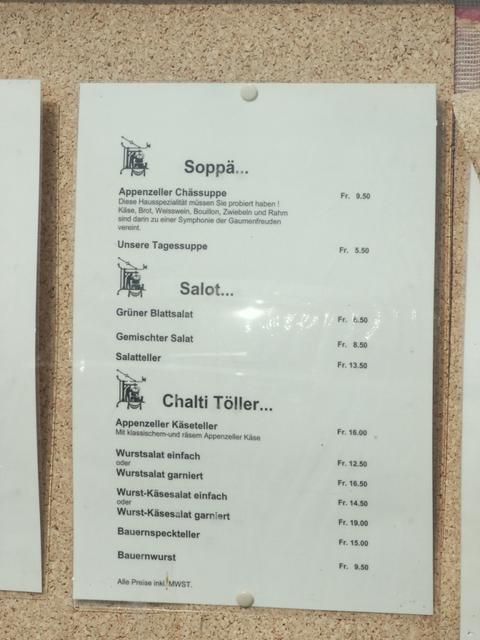 Soppä...
Appenzeller Chässuppe Fr. 9.50
Diese Hausspezialität müssen Sie probiert haben !
Käse, Brot, Weisswein, Bouillon, Zwiebeln und Rahm
sind darin zu einer Symphonie der Gaumenfreuden
vereint.
Unsere Tagessuppe Fr. 5.50
Salot...
Grüner Blattsalat Fr. 6.50
Gemischter Salat Fr. 8.50
Salatteller Fr. 13.50
Chalti Töller...
Appenzeller Käseteller Fr. 16.00
Mit klassischem-und räsem Appenzeller Käse
Wurstsalat einfach Fr. 12.50
oder
Wurstsalat garniert Fr. 16.50
Wurst-Käsesalat einfach Fr. 14.50
oder
Wurst-Käsesalat garniert Fr. 19.00
Bauernspeckteller Fr. 15.00
Bauernwurst Fr. 9.50
Alle Preise inkl. MWST.